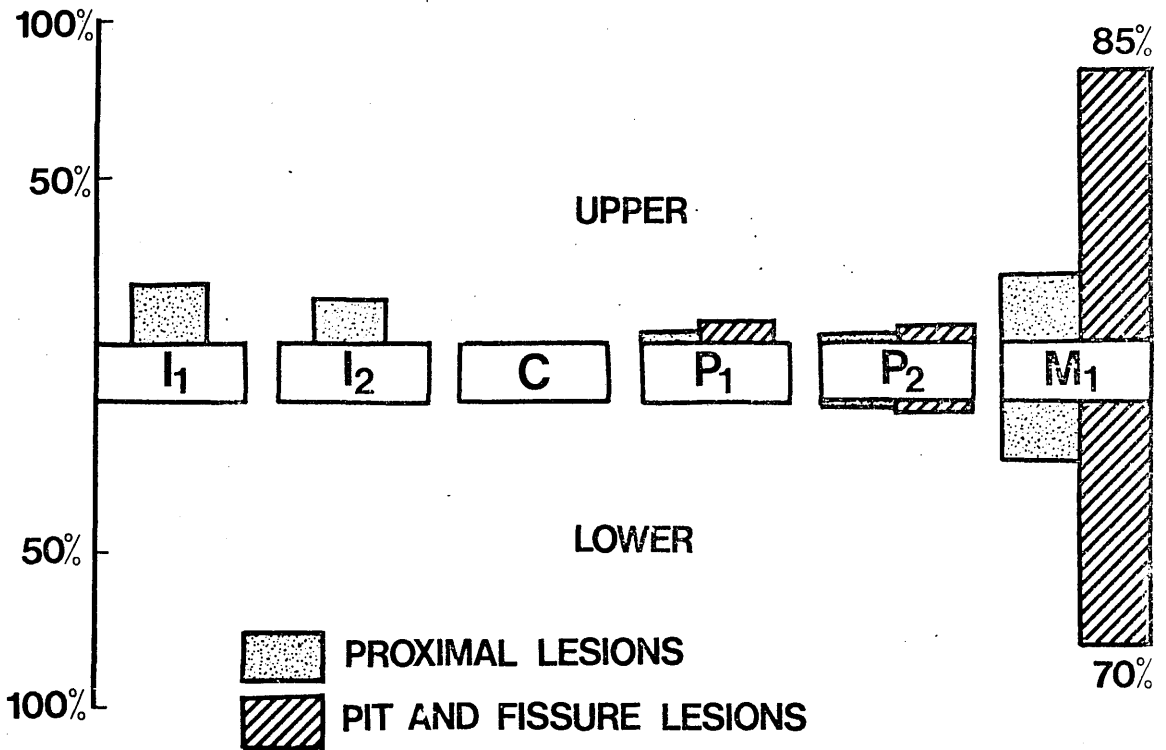 100%
85%
50%
UPPER
I1 I2 C P1 P2 M1
50%
LOWER
PROXIMAL LESIONS
70%
100%
PIT AND FISSURE LESIONS